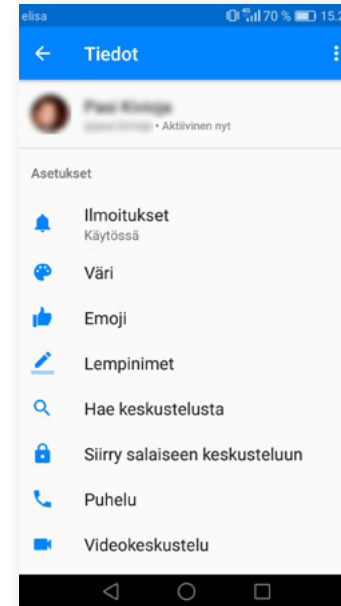 elisa 70 % 15.2
Tiedot
• Aktiivinen nyt
Asetukset
Ilmoitukset
Käytössä
Väri
Emoji
Lempinimet
Hae keskustelusta
Siirry salaiseen keskusteluun
Puhelu
Videokeskustelu